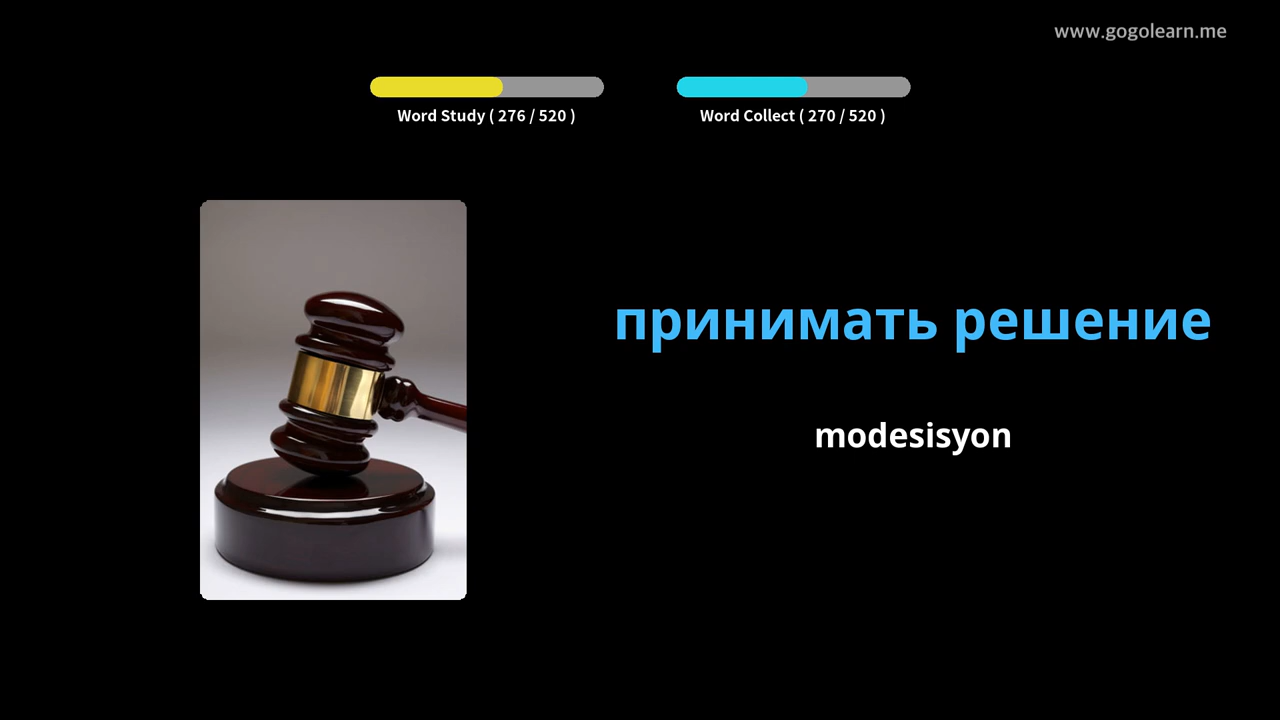 www.gogolearn.me
Word Study ( 276 / 520 )
Word Collect ( 270 / 520 )
принимать решение
modesisyon